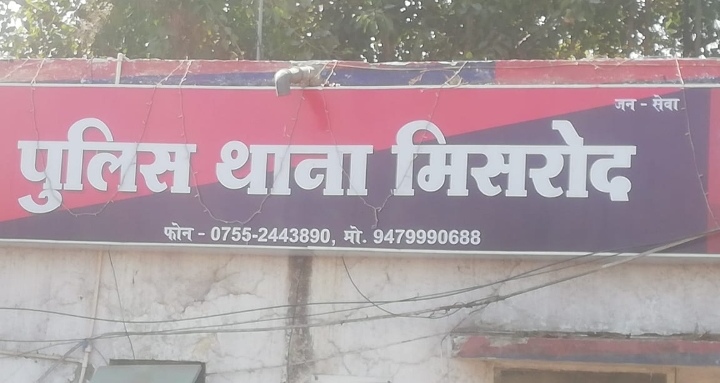 जन - सेवा
पुलिस थाना मिसरोद
फोन - 0755-2443890, मो. 9479990688